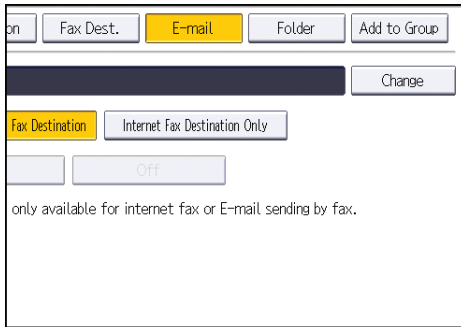 on Fax Dest. E-mail Folder Add to Group
Change
Fax Destination Internet Fax Destination Only
Off
only available for internet fax or E-mail sending by fax.